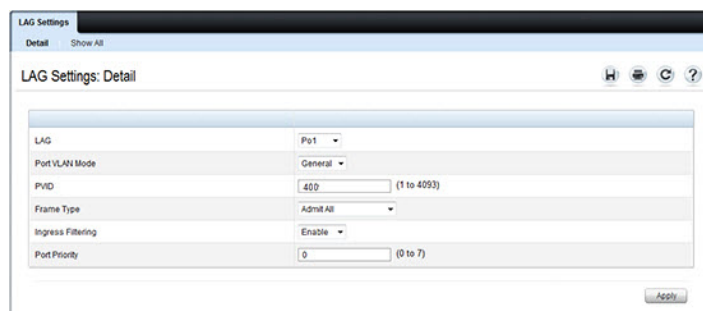 LAG Settings
Detail Show All
LAG Settings: Detail
LAG Po1
Port VLAN Mode General
PVID 400 (1 to 4093)
Frame Type Admit All
Ingress Filtering Enable
Port Priority 0 (0 to 7)
Apply